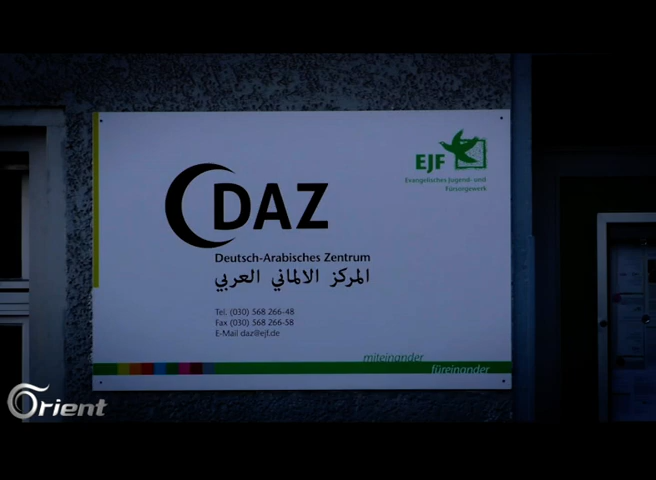 EJF
Evangelisches Jugend- und
Fürsorgewerk
DAZ
Deutsch-Arabisches Zentrum
المركز الالماني العربي
Tel. (030) 568 266-48
Fax (030) 568 266-58
E-Mail daz@ejf.de
miteinander
füreinander
Orient